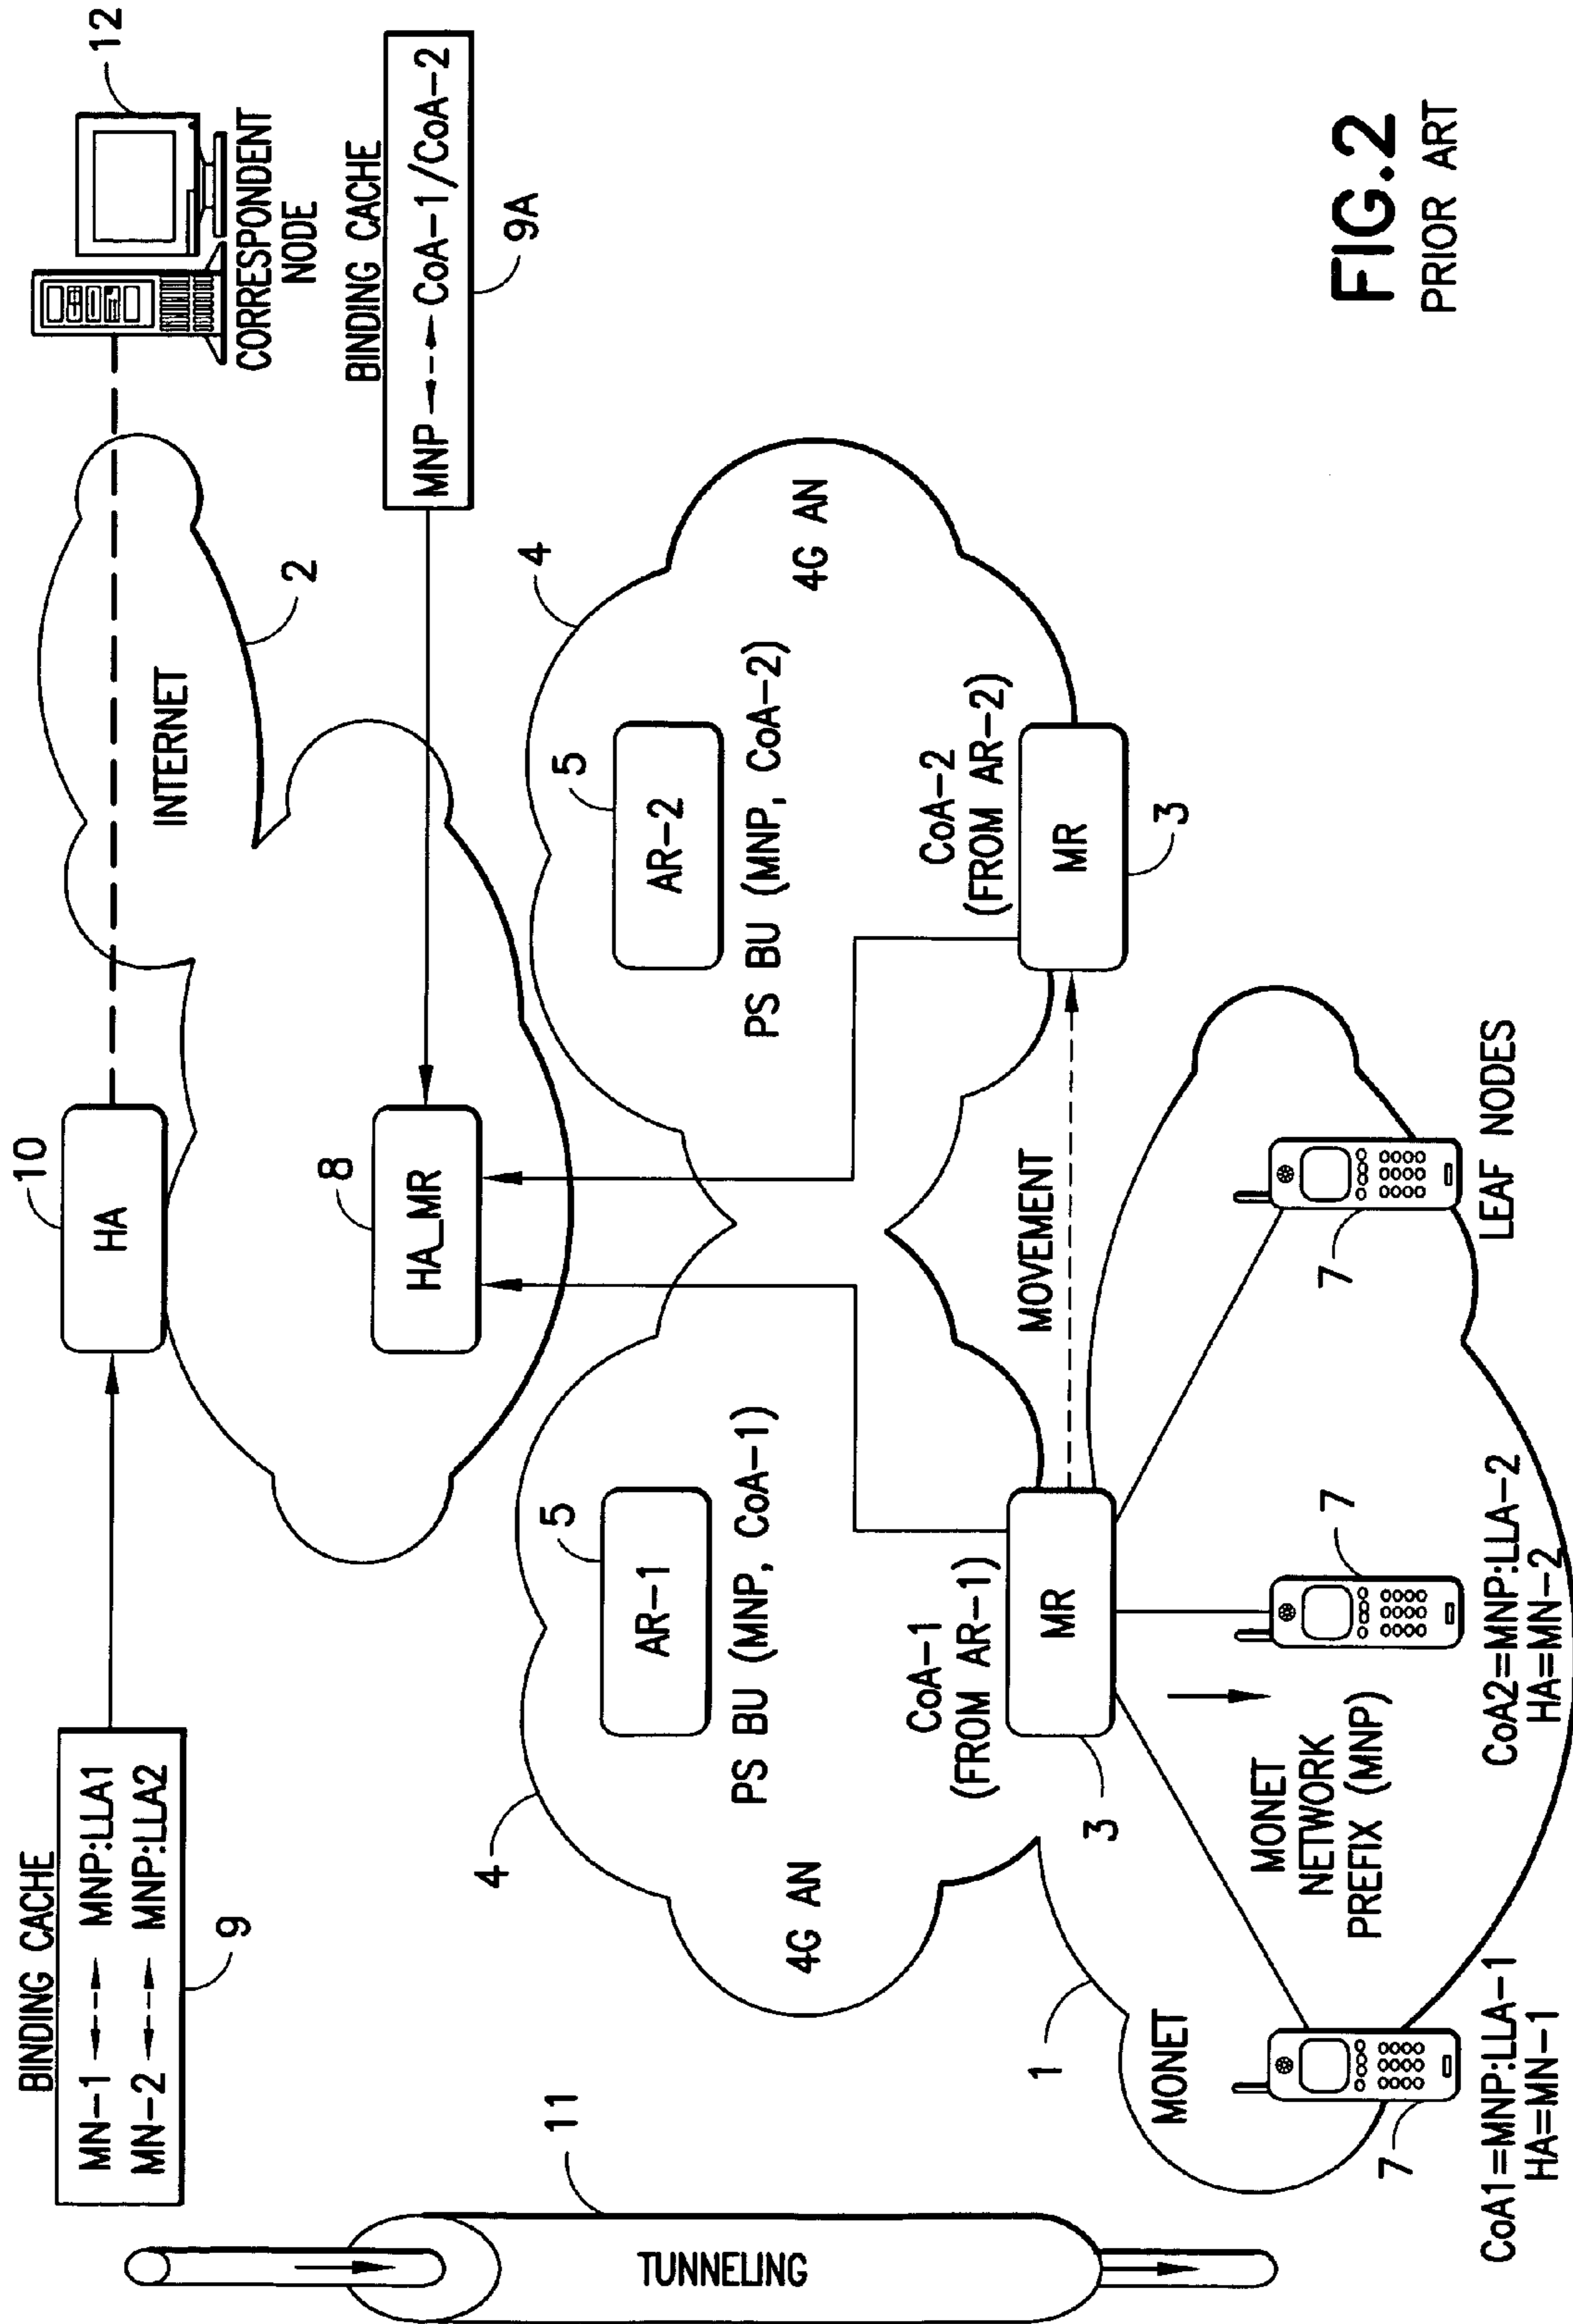 BINDING CACHE
MN-1 MNP:LLA1
MN-2 MNP:LLA2
9
10
HA
12
CORRESPONDENT
NODE
INTERNET
2
BINDING CACHE
MNP CoA-1/CoA-2
9A
8
HA_MR
11
TUNNELING
4
5
AR-1
PS BU (MNP, CoA-1)
4G AN
CoA-1
(FROM AR-1)
MR
3
4
5
AR-2
PS BU (MNP, CoA-2)
4G AN
CoA-2
(FROM AR-2)
MR
3
MOVEMENT
1
MONET
MONET
NETWORK
PREFIX (MNP)
7
7
7
LEAF NODES
CoA1=MNP:LLA-1
HA=MN-1
CoA2=MNP:LLA-2
HA=MN-2
FIG.2
PRIOR ART